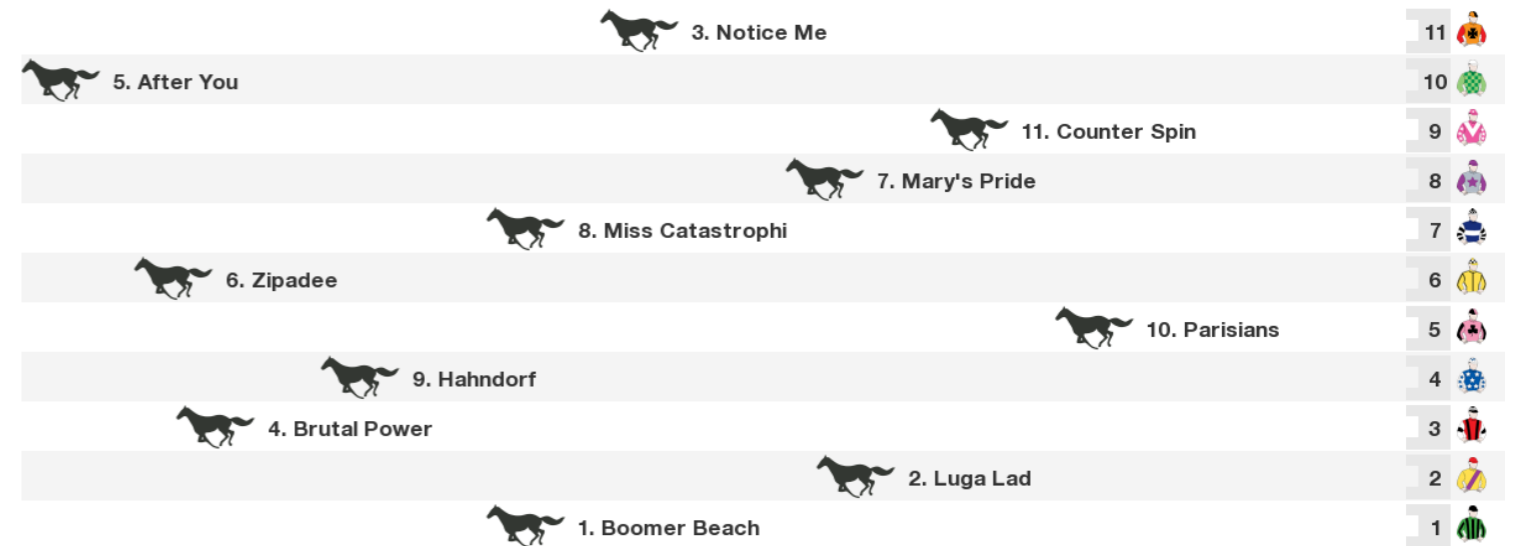 3. Notice Me 11
5. After You 10
11. Counter Spin 9
7. Mary's Pride 8
8. Miss Catastrophi 7
6. Zipadee 6
10. Parisians 5
9. Hahndorf 4
4. Brutal Power 3
2. Luga Lad 2
1. Boomer Beach 1